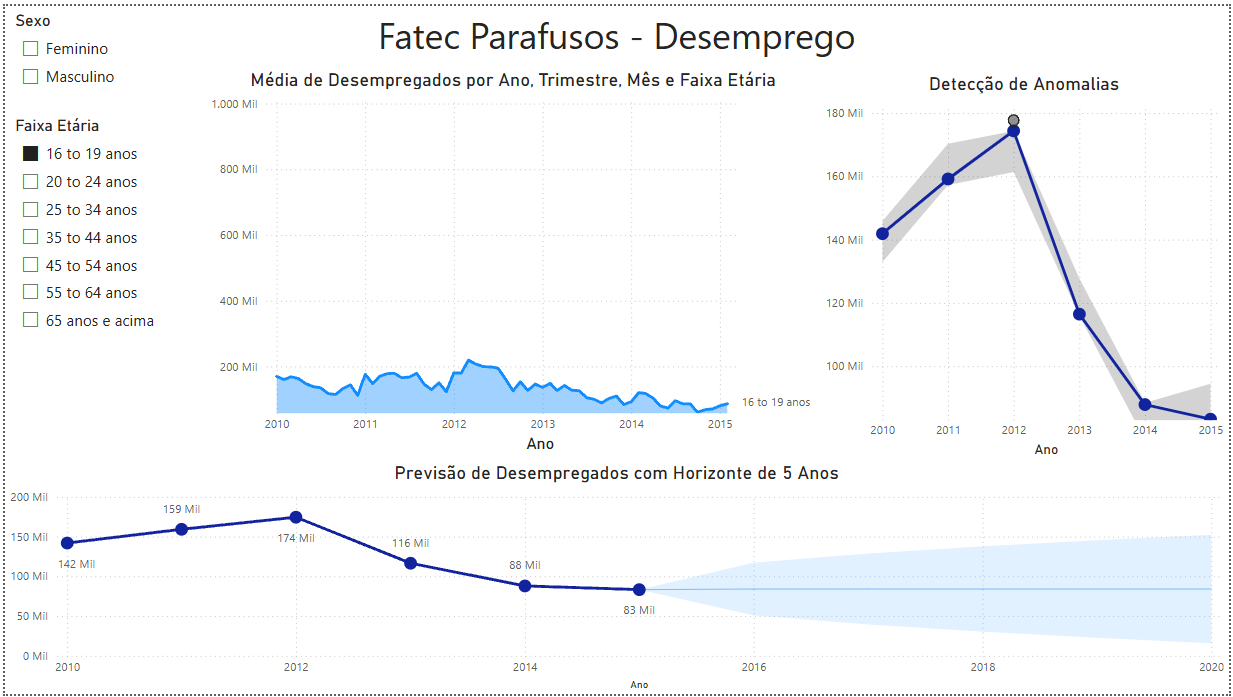 Fatec Parafusos - Desemprego
Sexo
Feminino
Masculino
Faixa Etária
16 to 19 anos
20 to 24 anos
25 to 34 anos
35 to 44 anos
45 to 54 anos
55 to 64 anos
65 anos e acima
Média de Desempregados por Ano, Trimestre, Mês e Faixa Etária
1.000 Mil
800 Mil
600 Mil
400 Mil
200 Mil
16 to 19 anos
2010 2011 2012 2013 2014 2015
Ano
Detecção de Anomalias
180 Mil
160 Mil
140 Mil
120 Mil
100 Mil
2010 2011 2012 2013 2014 2015
Ano
Previsão de Desempregados com Horizonte de 5 Anos
200 Mil
150 Mil
100 Mil
50 Mil
0 Mil
142 Mil
159 Mil
174 Mil
116 Mil
88 Mil
83 Mil
2010 2012 2014 2016 2018 2020
Ano